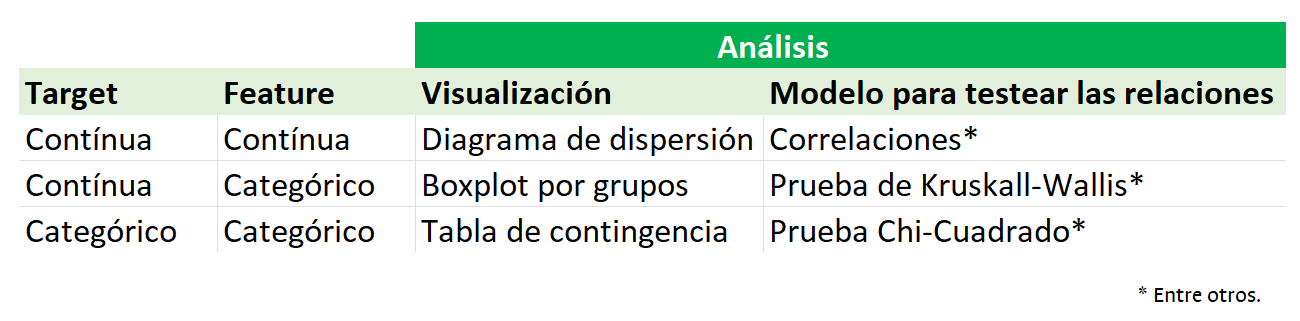 Análisis
Target Feature Visualización Modelo para testear las relaciones
Contínua Contínua Diagrama de dispersión Correlaciones*
Contínua Categórico Boxplot por grupos Prueba de Kruskall-Wallis*
Categórico Categórico Tabla de contingencia Prueba Chi-Cuadrado*
* Entre otros.